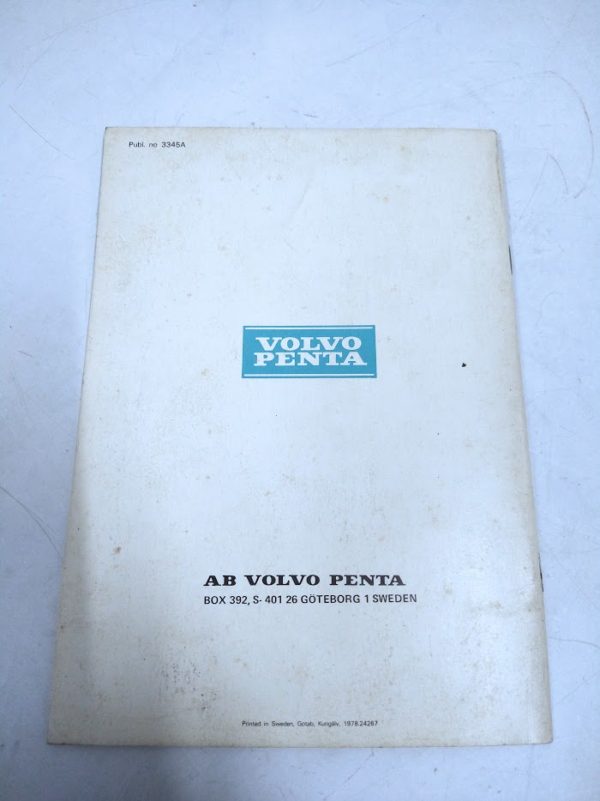 Publ. no 3345A
VOLVO
PENTA
AB VOLVO PENTA
BOX 392, S- 401 26 GÖTEBORG 1 SWEDEN
Printed in Sweden, Gotab, Kungälv, 1978.24267